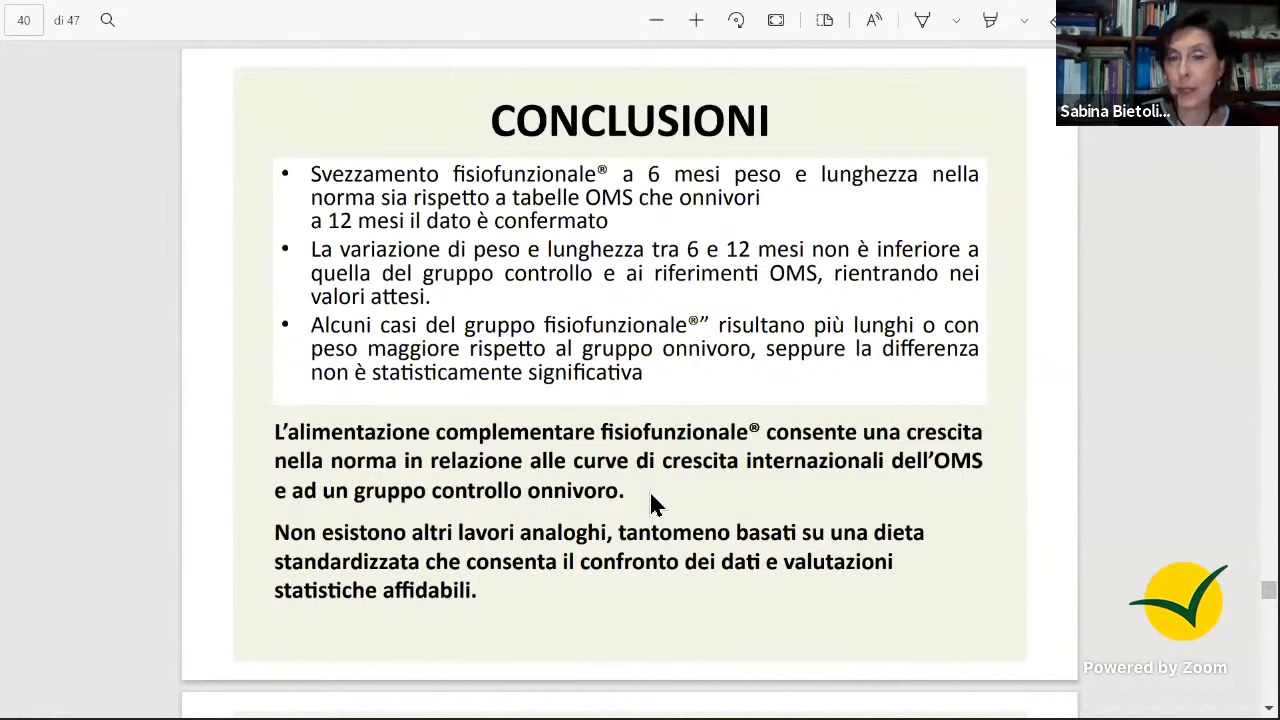 40 di 47
Sabina Bietoli...
CONCLUSIONI
• Svezzamento fisiofunzionale® a 6 mesi peso e lunghezza nella
norma sia rispetto a tabelle OMS che onnivori
a 12 mesi il dato è confermato
• La variazione di peso e lunghezza tra 6 e 12 mesi non è inferiore a
quella del gruppo controllo e ai riferimenti OMS, rientrando nei
valori attesi.
• Alcuni casi del gruppo fisiofunzionale®” risultano più lunghi o con
peso maggiore rispetto al gruppo onnivoro, seppure la differenza
non è statisticamente significativa
L’alimentazione complementare fisiofunzionale® consente una crescita
nella norma in relazione alle curve di crescita internazionali dell’OMS
e ad un gruppo controllo onnivoro.
Non esistono altri lavori analoghi, tantomeno basati su una dieta
standardizzata che consenta il confronto dei dati e valutazioni
statistiche affidabili.
Powered by Zoom